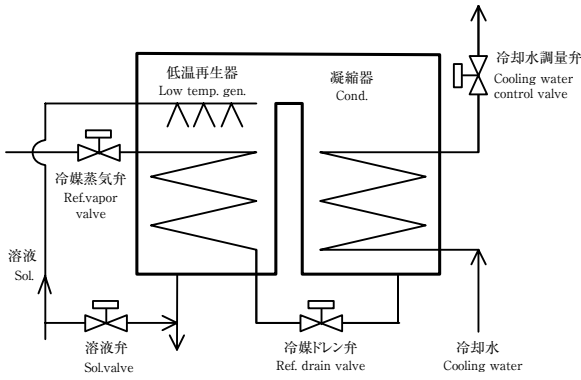 低温再生器
Low temp. gen.
凝縮器
Cond.
冷却水調量弁
Cooling water
control valve
冷媒蒸気弁
Ref.vapor
valve
溶液
Sol.
溶液弁
Sol.valve
冷媒ドレン弁
Ref. drain valve
冷却水
Cooling water